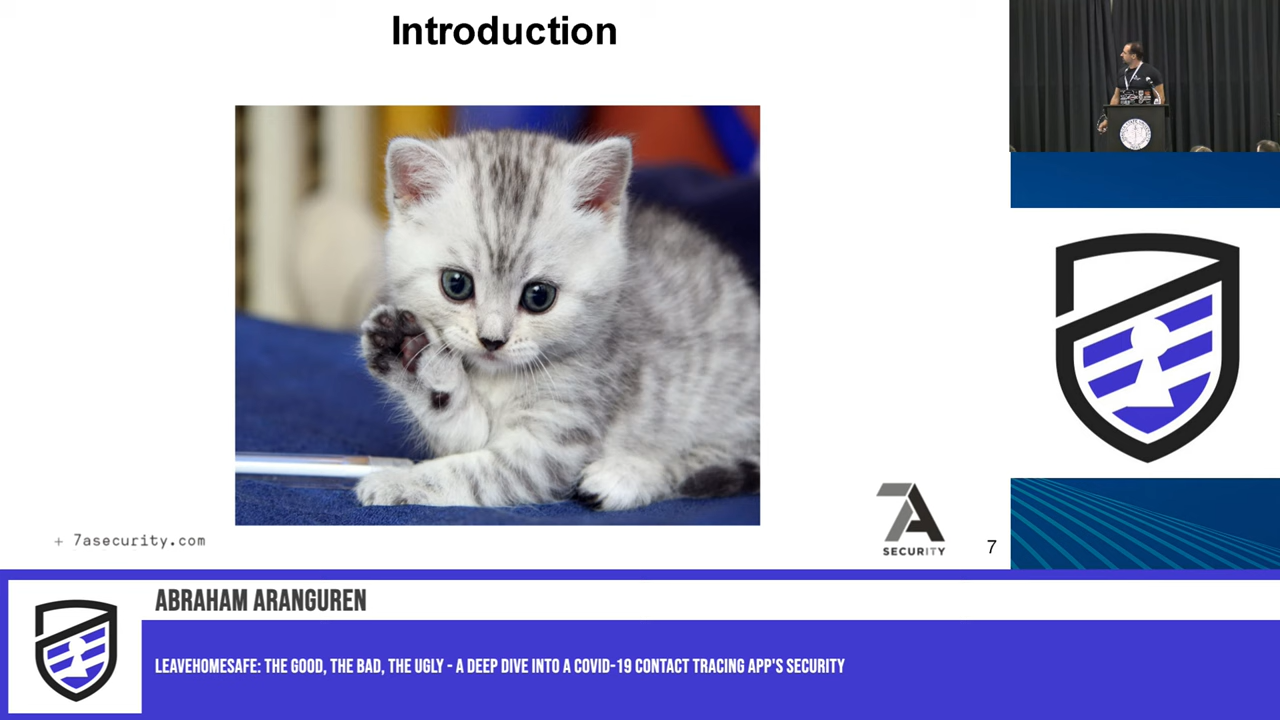 Introduction
+ 7asecurity.com
7A
SECURITY
7
ABRAHAM ARANGUREN
LEAVEHOMESAFE: THE GOOD, THE BAD, THE UGLY - A DEEP DIVE INTO A COVID-19 CONTACT TRACING APP'S SECURITY